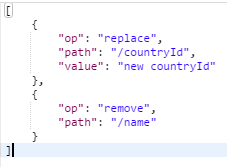 [
    {
        "op": "replace",
        "path": "/countryId",
        "value": "new countryId"
    },
    {
        "op": "remove",
        "path": "/name"
    }
]